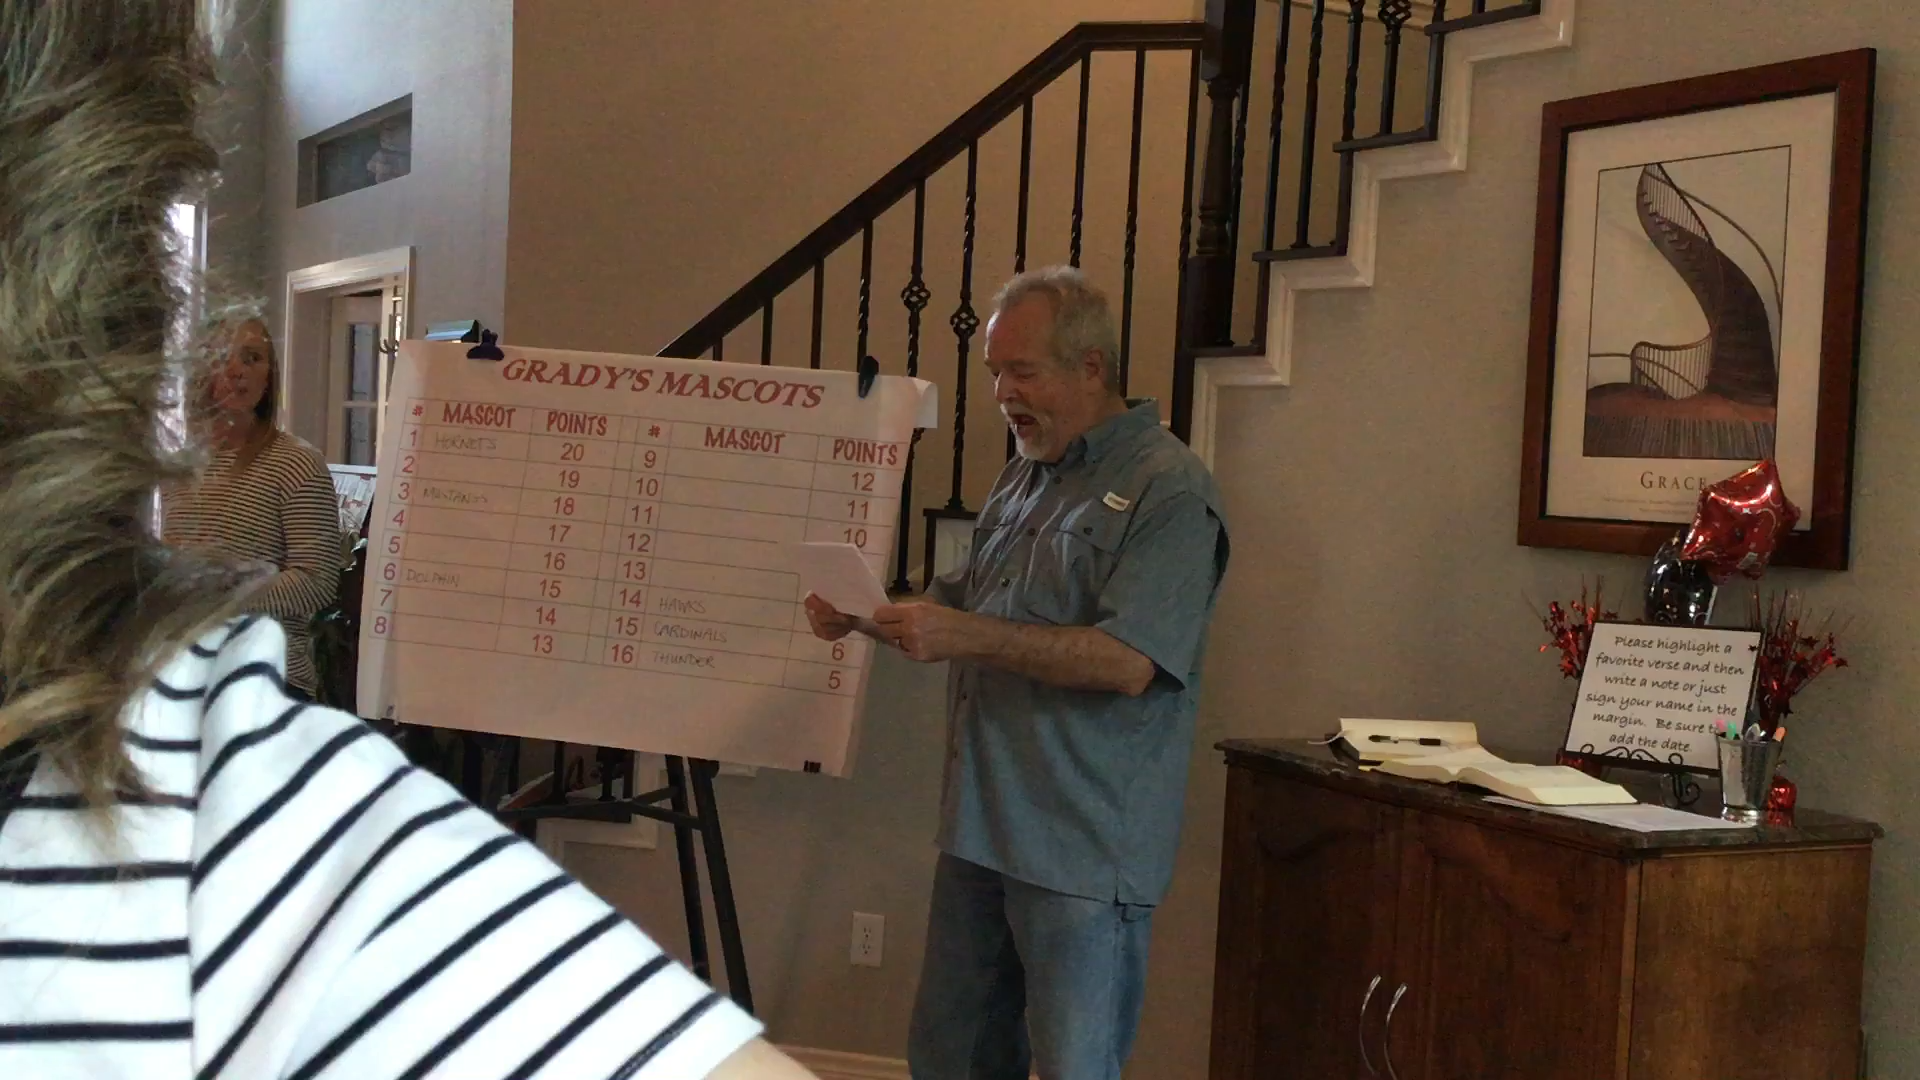 GRADY'S MASCOTS
# MASCOT POINTS # MASCOT POINTS
1 HORNETS 20 9 12
2 19 10 11
3 MUSTANGS 18 11 10
4 17 12
5 16 13
6 DOLPHIN 15 14 HAWKS
7 14 15 CARDINALS 6
8 13 16 THUNDER 5
GRACE
Please highlight a
favorite verse and then
write a note or just
sign your name in the
margin. Be sure to
add the date.